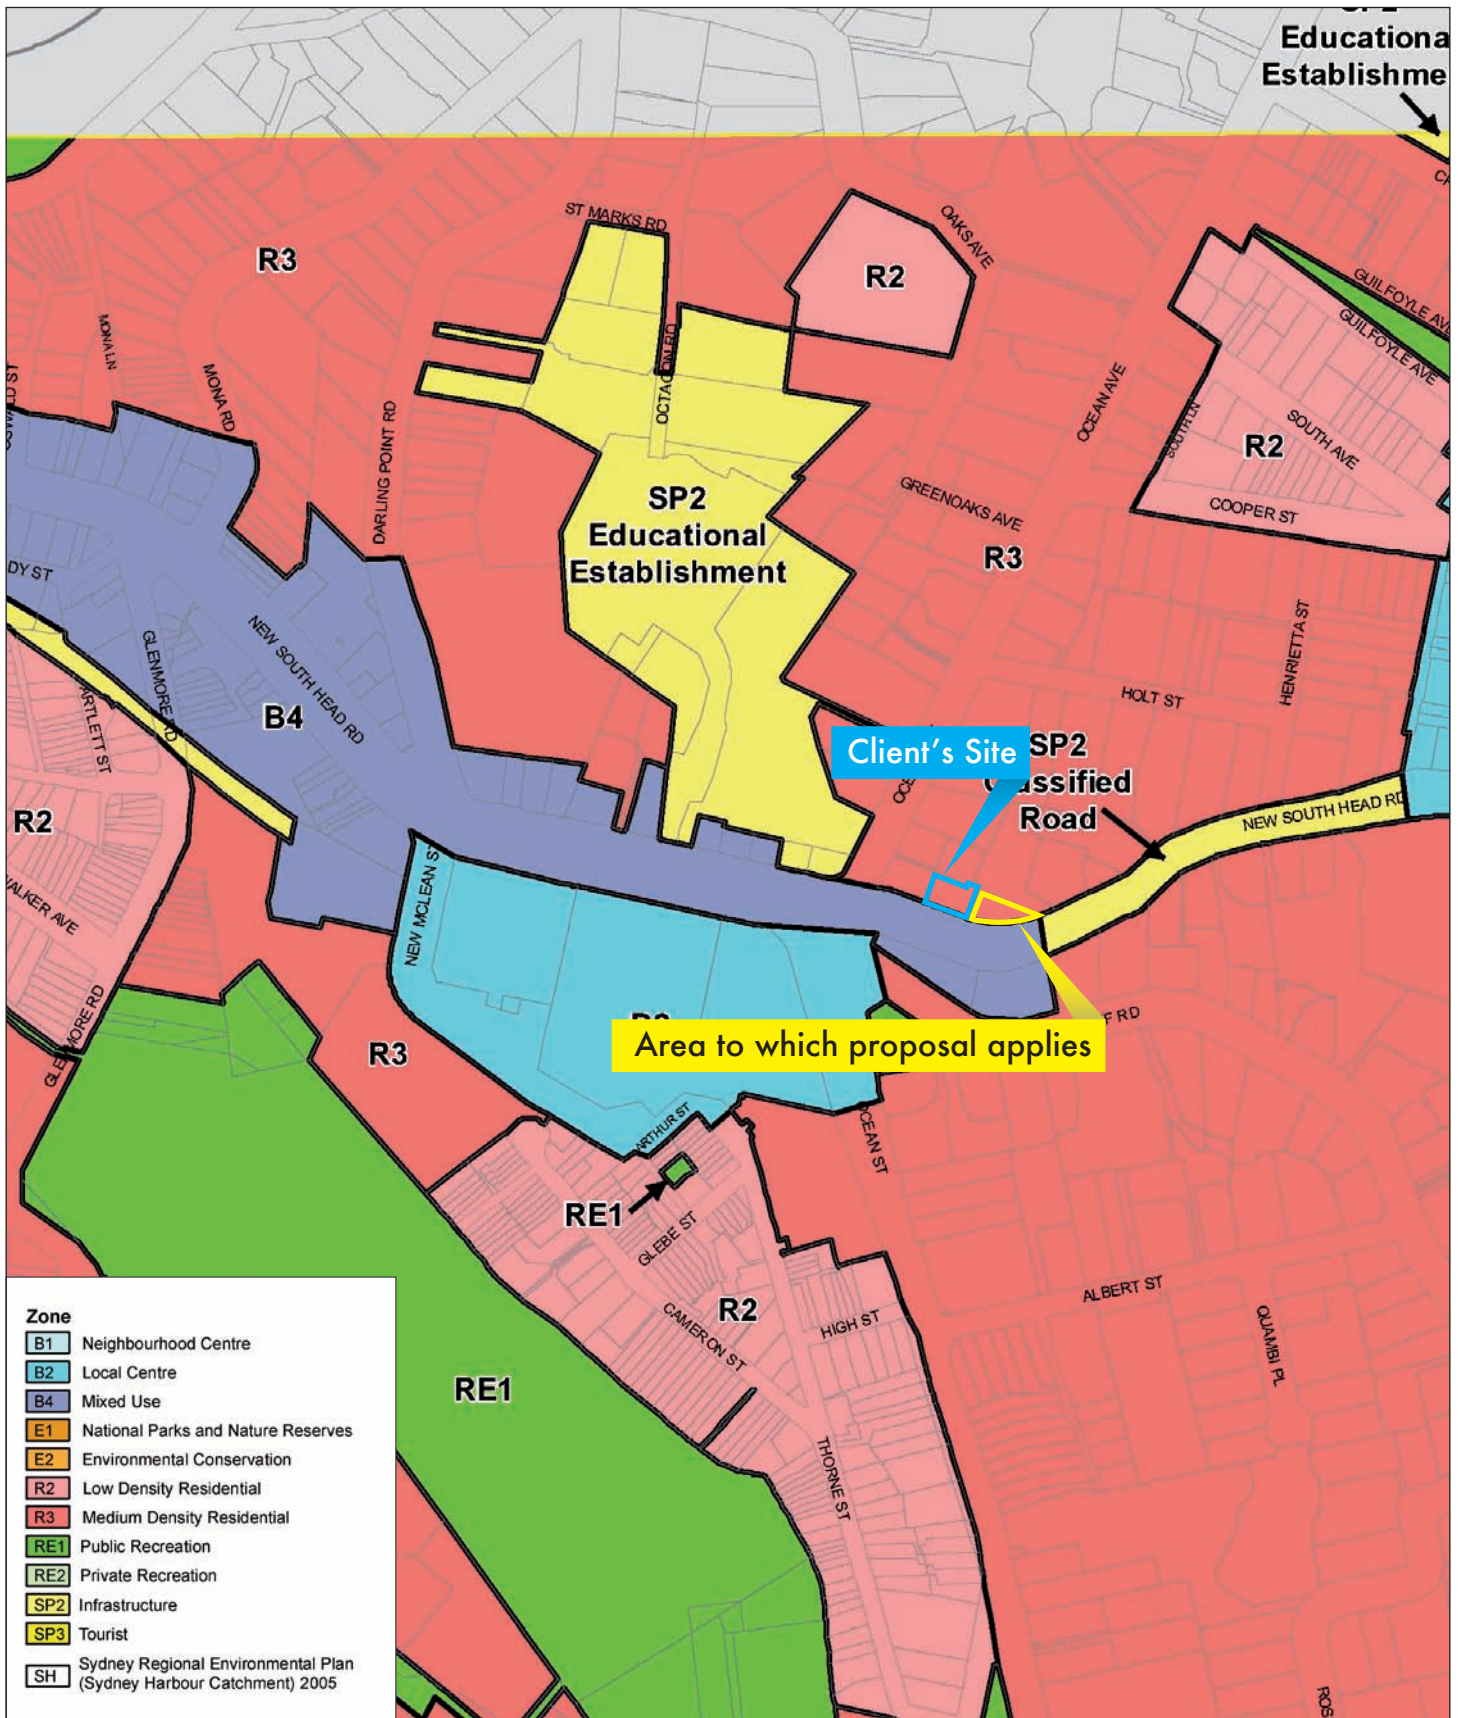 Educationa
Establishme
ST MARKS RD
OAKS AVE
R3
R2
GUILFOYLE AVE
GUILFOYLE AVE
MONA LN
MONA RD
OCTAGON RD
DARLING POINT RD
OCEAN AVE
SOUTH LN
SOUTH AVE
R2
COOPER ST
GREENOAKS AVE
SP2
Educational
Establishment
R3
DY ST
GLENMORE RD
NEW SOUTH HEAD RD
HENRIETTA ST
HOLT ST
ARTLETT ST
B4
Client's Site
SP2
Road
NEW SOUTH HEAD RD
R2
NEW MCLEAN ST
GLENMORE RD
Area to which proposal applies
R3
ARTHUR ST
OCEAN ST
RE1
GLEBE ST
R2
CAMERON ST
HIGH ST
ALBERT ST
QUAMBI PL
RE1
THORNE ST
ROS
Zone
B1 Neighbourhood Centre
B2 Local Centre
B4 Mixed Use
E1 National Parks and Nature Reserves
E2 Environmental Conservation
R2 Low Density Residential
R3 Medium Density Residential
RE1 Public Recreation
RE2 Private Recreation
SP2 Infrastructure
SP3 Tourist
SH Sydney Regional Environmental Plan
(Sydney Harbour Catchment) 2005